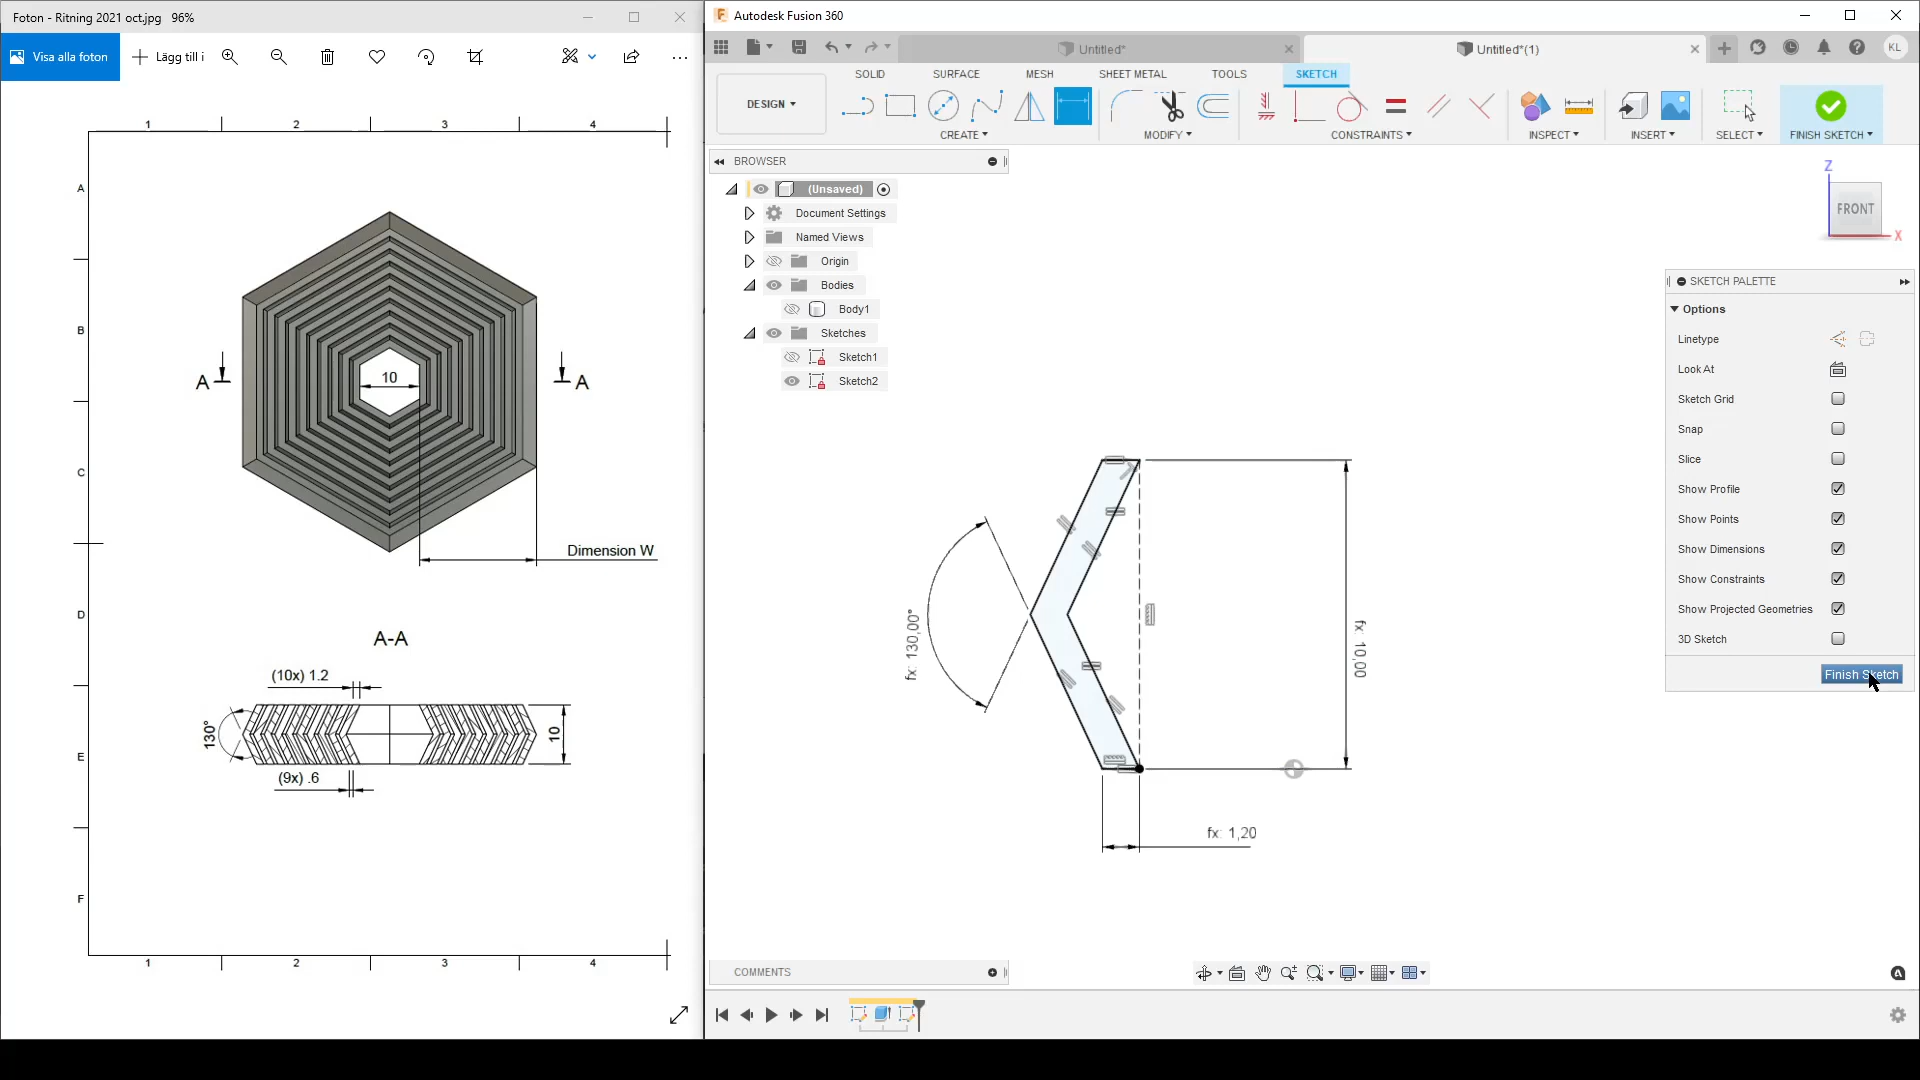 Foton - Ritning 2021 oct.jpg 96%
Visa alla foton
Lägg till i
1 2 3 4
A
B
C
D
E
F
10
A A
Dimension W
A-A
(10x) 1.2
130°
10
(9x) .6
1 2 3 4
Autodesk Fusion 360
Untitled*
Untitled*(1)
KL
DESIGN
SOLID SURFACE MESH SHEET METAL TOOLS SKETCH
CREATE MODIFY CONSTRAINTS INSPECT INSERT SELECT FINISH SKETCH
BROWSER
(Unsaved)
Document Settings
Named Views
Origin
Bodies
Body1
Sketches
Sketch1
Sketch2
Z
FRONT
X
SKETCH PALETTE
Options
Linetype
Look At
Sketch Grid
Snap
Slice
Show Profile
Show Points
Show Dimensions
Show Constraints
Show Projected Geometries
3D Sketch
Finish Sketch
fx: 130,00°
fx: 10,00
fx: 1,20
COMMENTS